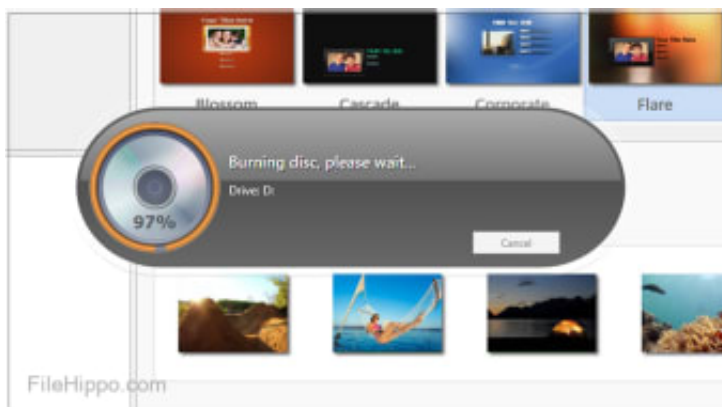 Blossom
Cascade
Corporate
Flare
Burning disc, please wait...
Drive: D:
97%
Cancel
FileHippo.com